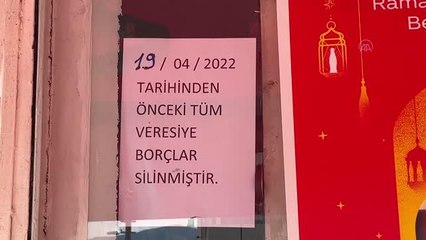 19 / 04 / 2022
TARİHİNDEN
ÖNCEKİ TÜM
VERESİYE
BORÇLAR
SİLİNMİŞTİR.